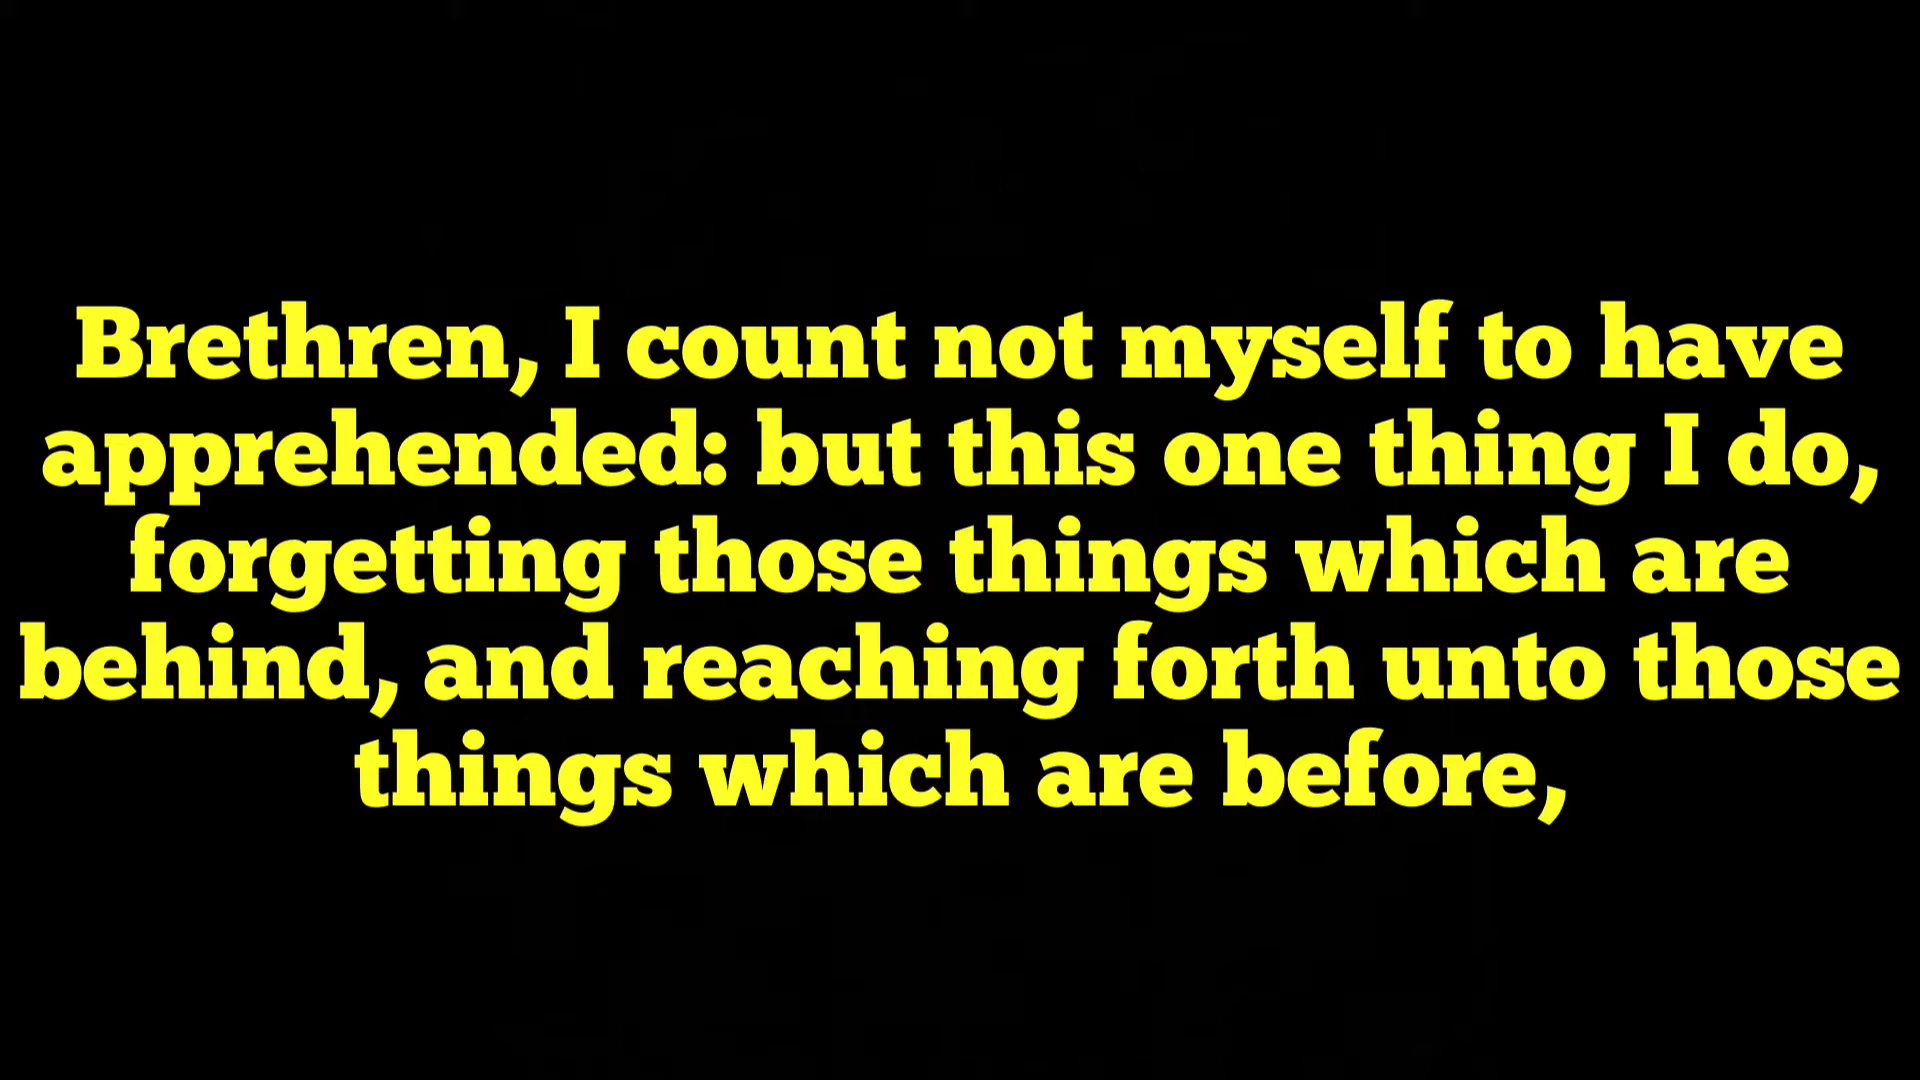 Brethren, I count not myself to have
apprehended: but this one thing I do,
forgetting those things which are
behind, and reaching forth unto those
things which are before,